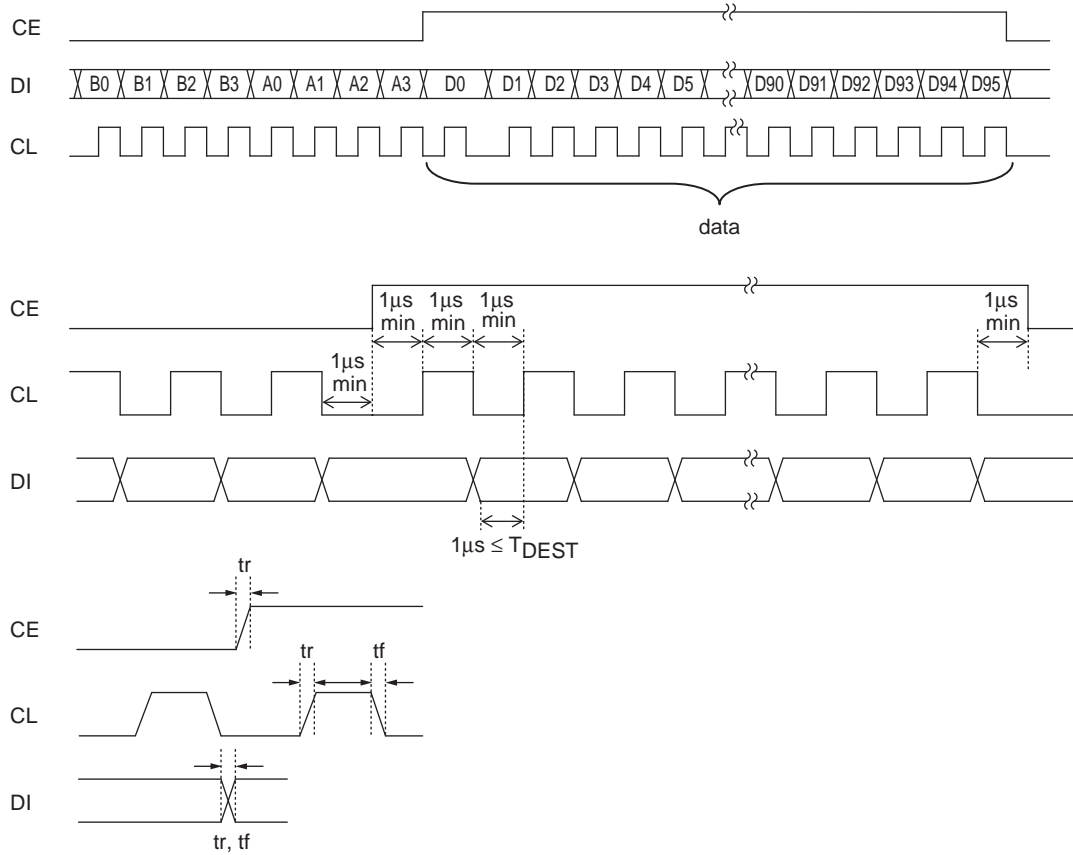 CE
DI B0 B1 B2 B3 A0 A1 A2 A3 D0 D1 D2 D3 D4 D5 D90 D91 D92 D93 D94 D95
CL
data
CE
1μs min 1μs min 1μs min 1μs min
CL
1μs min
DI
1μs ≤ TDEST
tr
CE
tr tf
CL
DI
tr, tf